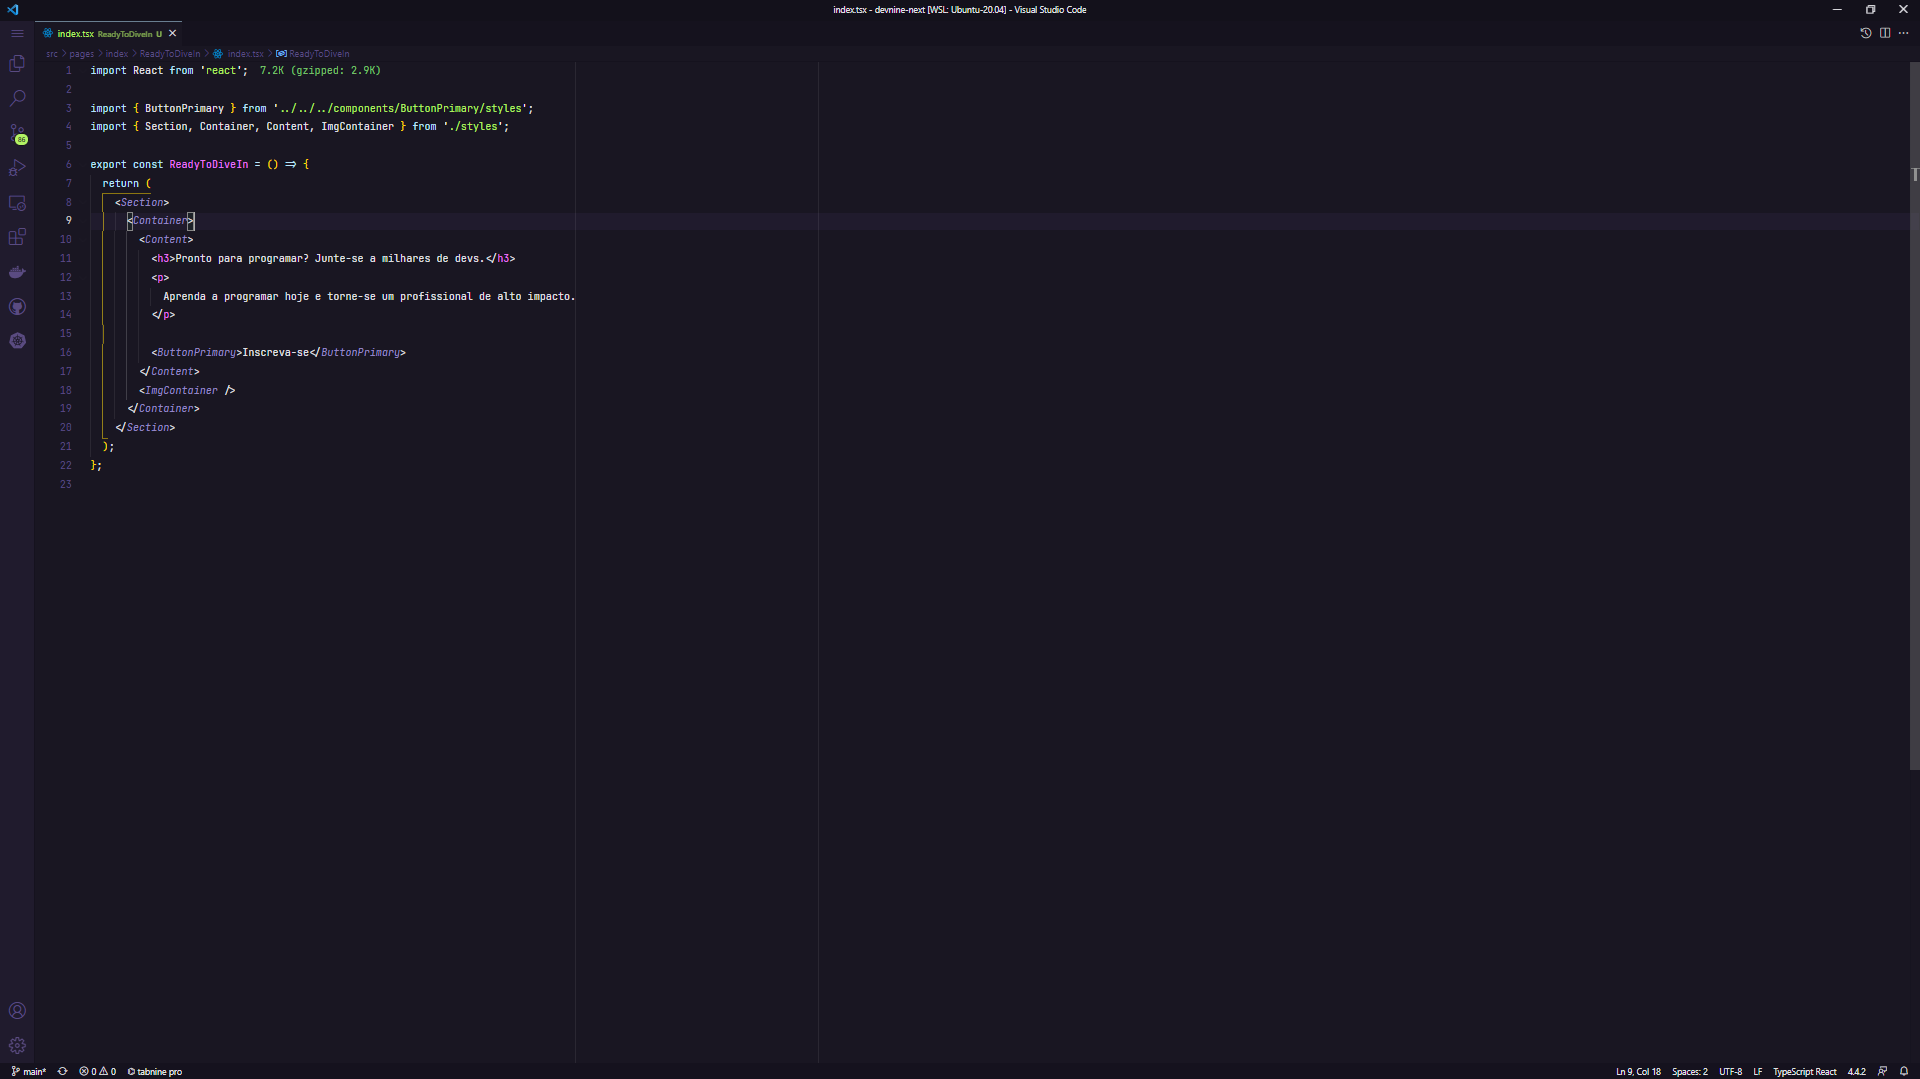 index.tsx - devnine-next [WSL: Ubuntu-20.04] - Visual Studio Code
index.tsx ReadyToDiveIn U
src > pages > index > ReadyToDiveIn > index.tsx > ReadyToDiveIn
1 import React from 'react'; 7.2K (gzipped: 2.9K)
2
3 import { ButtonPrimary } from '../../../components/ButtonPrimary/styles';
4 import { Section, Container, Content, ImgContainer } from './styles';
5
6 export const ReadyToDiveIn = () => {
7 return (
8 <Section>
9 <Container>
10 <Content>
11 <h3>Pronto para programar? Junte-se a milhares de devs.</h3>
12 <p>
13 Aprenda a programar hoje e torne-se um profissional de alto impacto.
14 </p>
15
16 <ButtonPrimary>Inscreva-se</ButtonPrimary>
17 </Content>
18 <ImgContainer />
19 </Container>
20 </Section>
21 );
22 };
23
86
main* 0 0 tabnine pro Ln 9, Col 18 Spaces: 2 UTF-8 LF TypeScript React 4.4.2